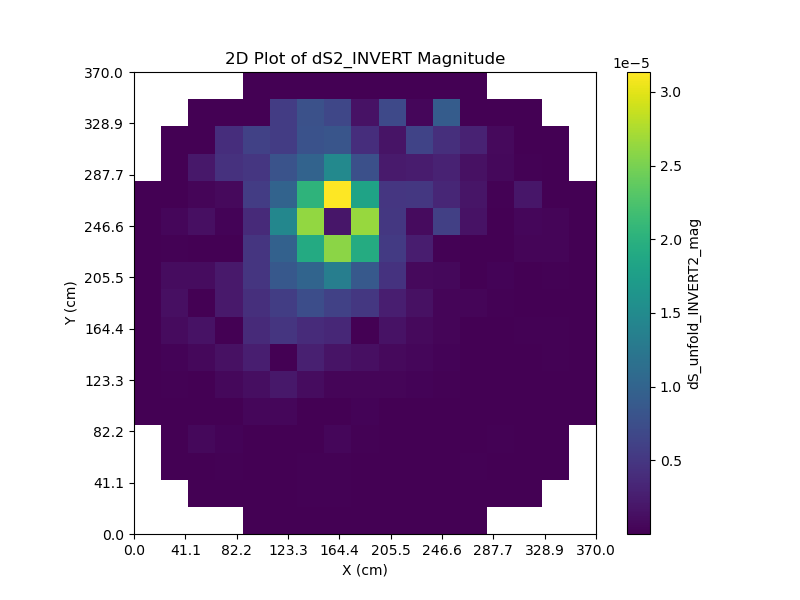 2D Plot of dS2_INVERT Magnitude
1e−5
370.0
328.9
287.7
246.6
205.5
164.4
123.3
82.2
41.1
0.0
Y (cm)
0.0 41.1 82.2 123.3 164.4 205.5 246.6 287.7 328.9 370.0
X (cm)
3.0
2.5
2.0
1.5
1.0
0.5
dS_unfold_INVERT2_mag